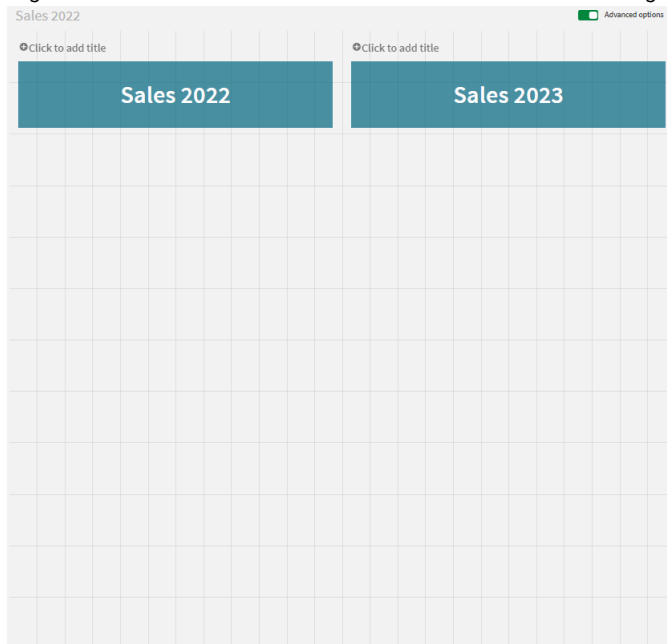 Sales 2022
Advanced options
Click to add title
Click to add title
Sales 2022
Sales 2023